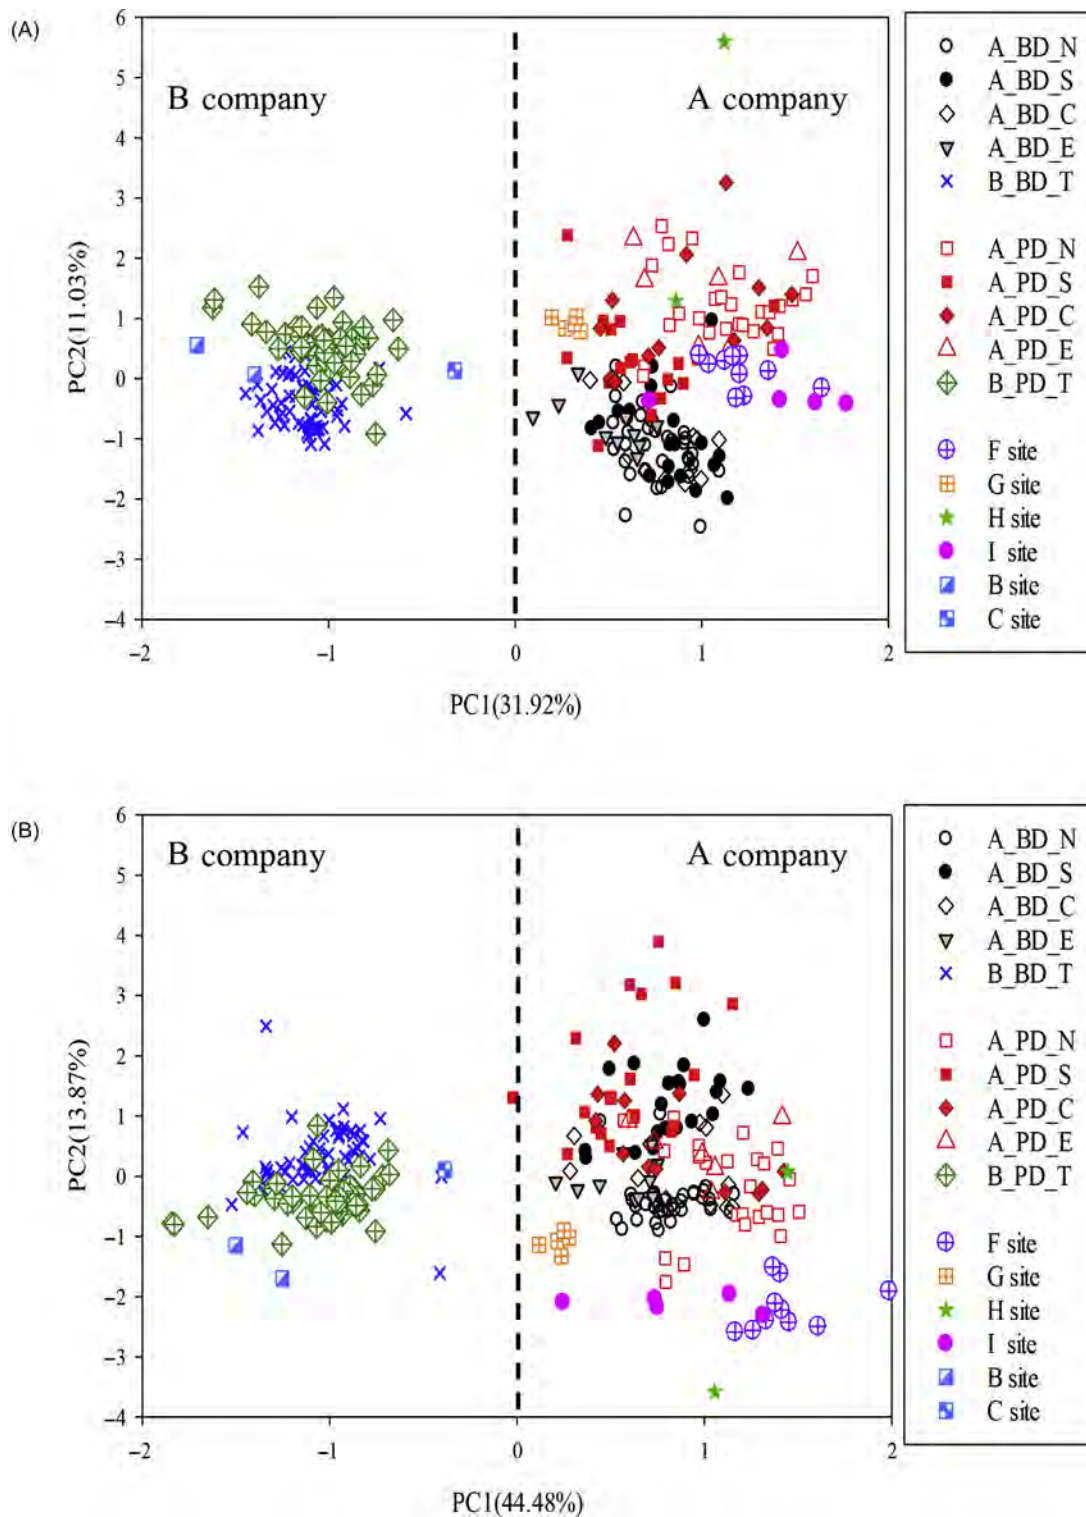 (A)
6
5
4
3
2
1
0
−1
−2
−3
−4
PC2(11.03%)
B company
A company
−2
−1
0
1
2
PC1(31.92%)
A_BD_N
A_BD_S
A_BD_C
A_BD_E
B_BD_T
A_PD_N
A_PD_S
A_PD_C
A_PD_E
B_PD_T
F site
G site
H site
I site
B site
C site
(B)
6
5
4
3
2
1
0
−1
−2
−3
−4
PC2(13.87%)
B company
A company
−2
−1
0
1
2
PC1(44.48%)
A_BD_N
A_BD_S
A_BD_C
A_BD_E
B_BD_T
A_PD_N
A_PD_S
A_PD_C
A_PD_E
B_PD_T
F site
G site
H site
I site
B site
C site